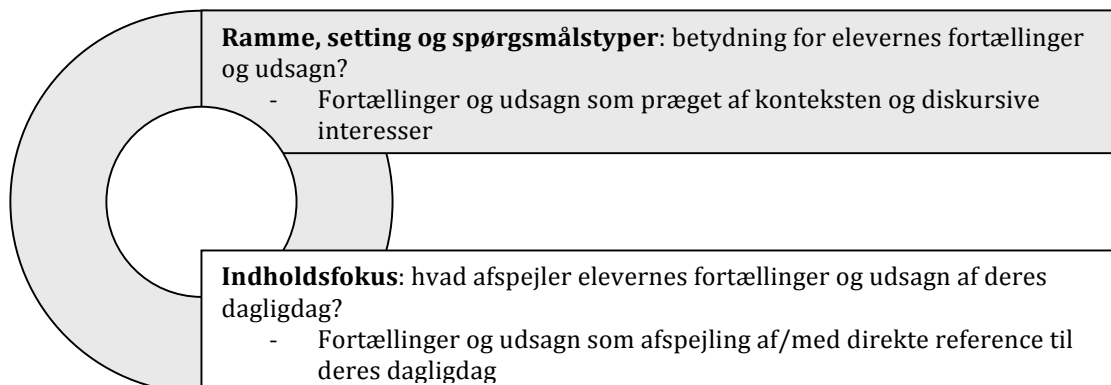 Ramme, setting og spørgsmålstyper: betydning for elevernes fortællinger
og udsagn?
- Fortællinger og udsagn som præget af konteksten og diskursive
interesser
Indholdsfokus: hvad afspejler elevernes fortællinger og udsagn af deres
dagligdag?
- Fortællinger og udsagn som afspejling af/med direkte reference til
deres dagligdag